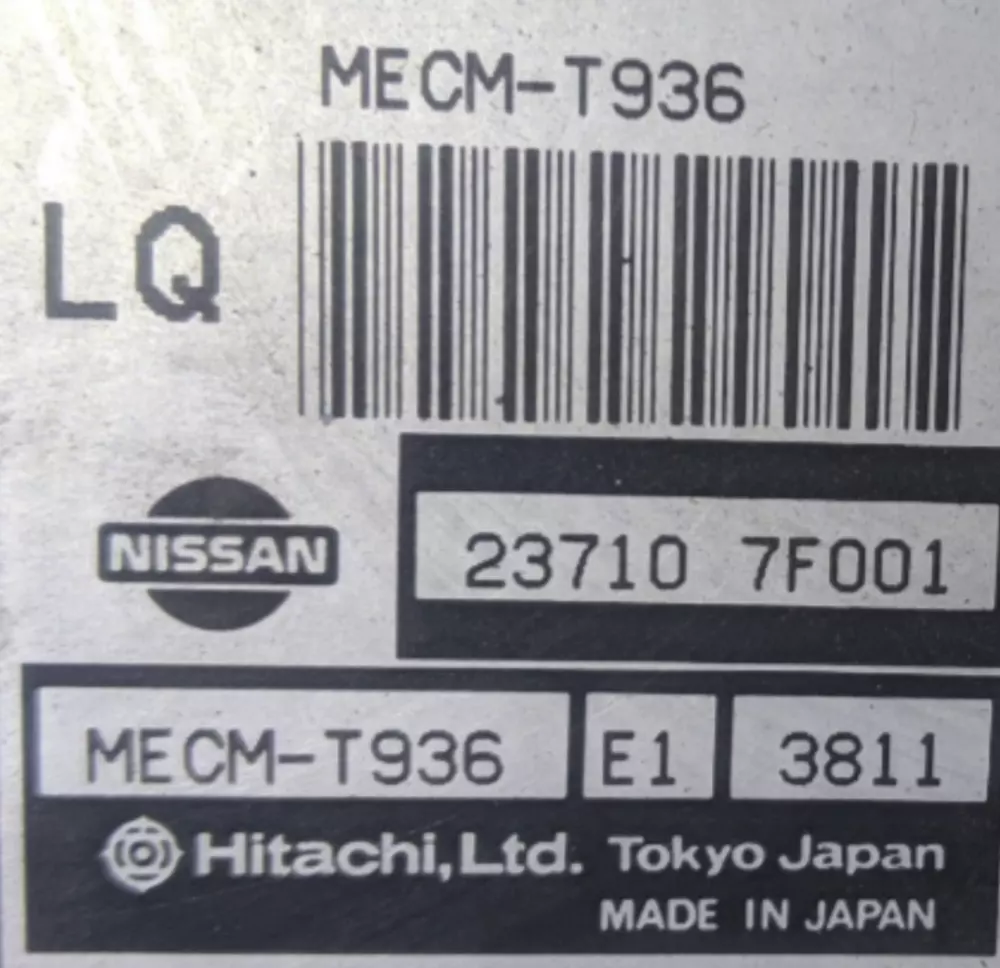 MECM-T936
LQ
NISSAN
23710 7F001
MECM-T936 E1 3811
Hitachi,Ltd. Tokyo Japan
MADE IN JAPAN